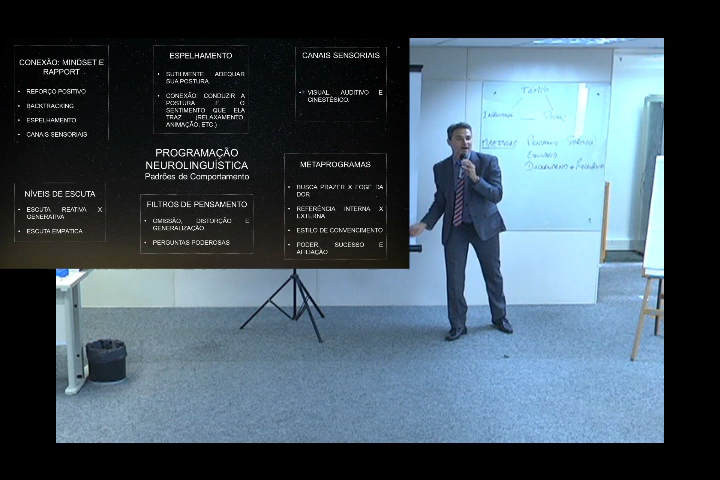 CONEXÃO: MINDSET E
RAPPORT
• REFORÇO POSITIVO
• BACKTRACKING
• ESPELHAMENTO
• CANAIS SENSORIAIS
ESPELHAMENTO
• SUTILMENTE ADEQUAR
SUA POSTURA.
• CONEXÃO: CONDUZIR A
POSTURA E O
SENTIMENTO QUE ELA
TRAZ (RELAXAMENTO,
ANIMAÇÃO, ETC.)
CANAIS SENSORIAIS
• VISUAL, AUDITIVO E
CINESTÉSICO.
PROGRAMAÇÃO
NEUROLINGUÍSTICA
Padrões de Comportamento
NÍVEIS DE ESCUTA
• ESCUTA REATIVA X
GENERATIVA
• ESCUTA EMPÁTICA
FILTROS DE PENSAMENTO
• OMISSÃO, DISTORÇÃO E
GENERALIZAÇÃO
• PERGUNTAS PODEROSAS
METAPROGRAMAS
• BUSCA PRAZER X FOGE DA
DOR
• REFERÊNCIA INTERNA X
EXTERNA
• ESTILO DE CONVENCIMENTO
• PODER, SUCESSO E
AFILIAÇÃO